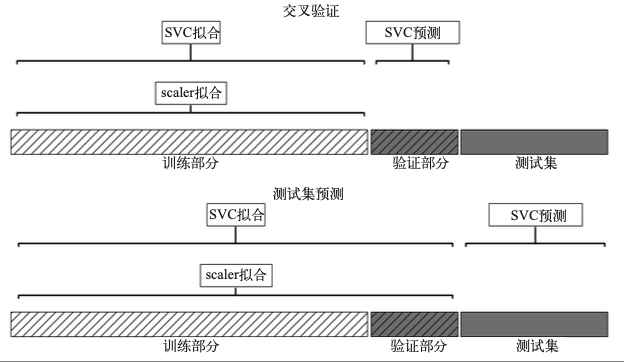 交叉验证
SVC拟合 SVC预测
scaler拟合
训练部分 验证部分 测试集
测试集预测
SVC拟合 SVC预测
scaler拟合
训练部分 验证部分 测试集